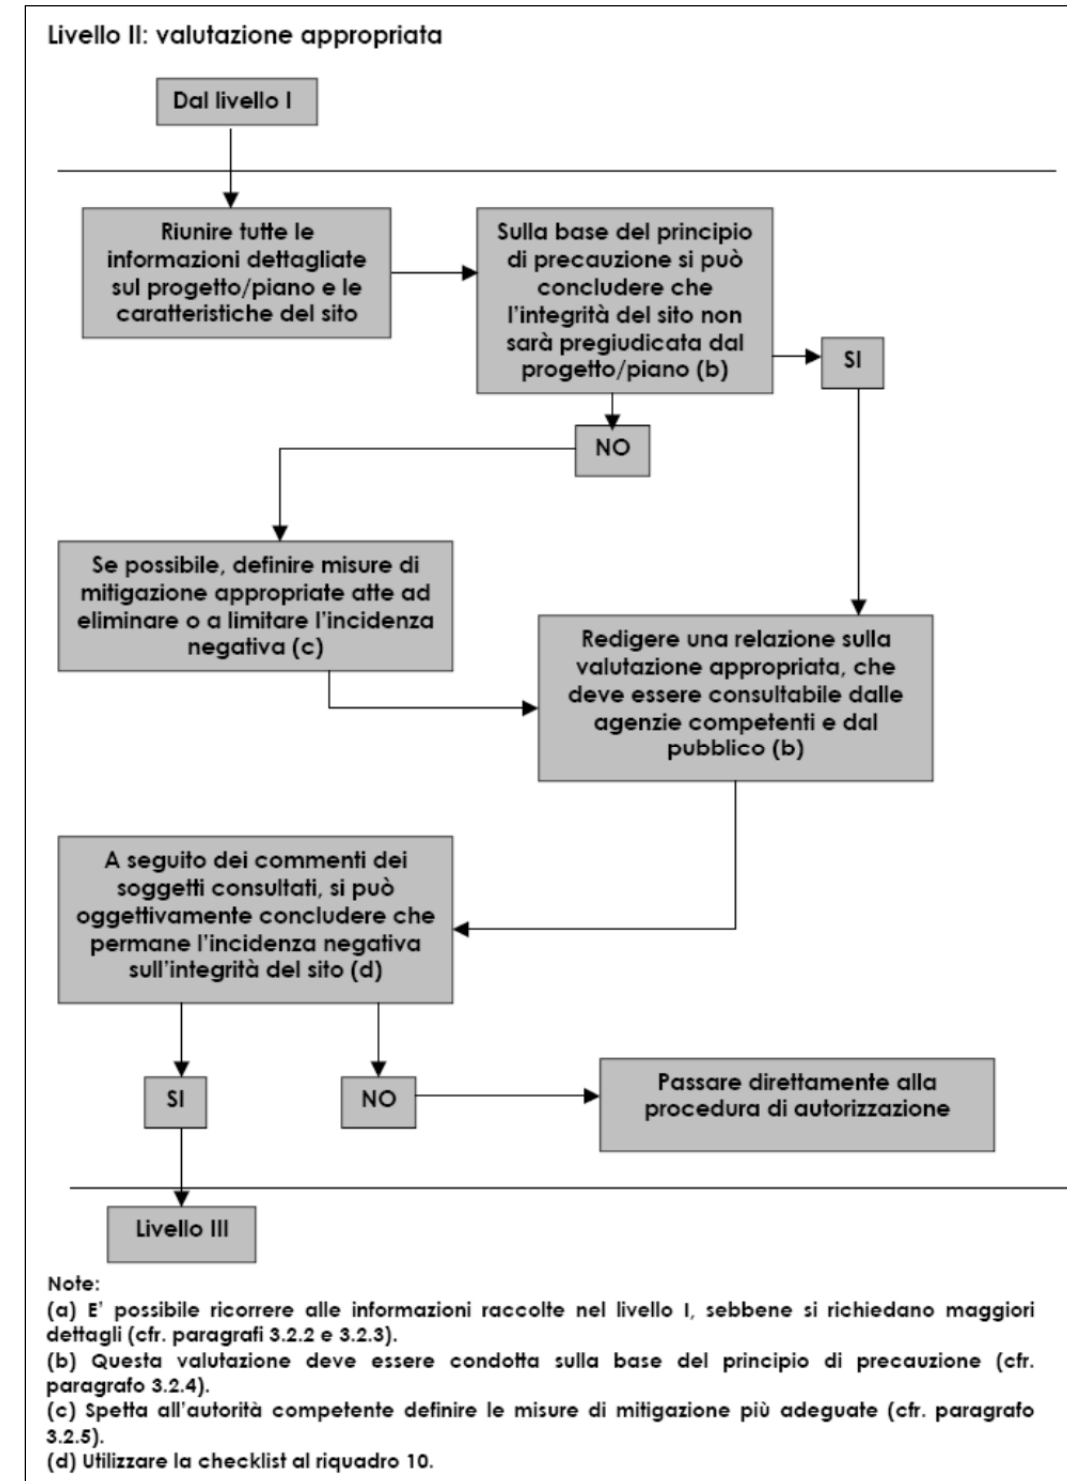 Livello II: valutazione appropriata
Dal livello I
Riunire tutte le
informazioni dettagliate
sul progetto/piano e le
caratteristiche del sito
Sulla base del principio
di precauzione si può
concludere che
l'integrità del sito non
sarà pregiudicata dal
progetto/piano (b)
SI
NO
Se possibile, definire misure di
mitigazione appropriate atte ad
eliminare o a limitare l'incidenza
negativa (c)
Redigere una relazione sulla
valutazione appropriata, che
deve essere consultabile dalle
agenzie competenti e dal
pubblico (b)
A seguito dei commenti dei
soggetti consultati, si può
oggettivamente concludere che
permane l'incidenza negativa
sull'integrità del sito (d)
SI
NO
Passare direttamente alla
procedura di autorizzazione
Livello III
Note:
(a) E' possibile ricorrere alle informazioni raccolte nel livello I, sebbene si richiedano maggiori
dettagli (cfr. paragrafi 3.2.2 e 3.2.3).
(b) Questa valutazione deve essere condotta sulla base del principio di precauzione (cfr.
paragrafo 3.2.4).
(c) Spetta all'autorità competente definire le misure di mitigazione più adeguate (cfr. paragrafo
3.2.5).
(d) Utilizzare la checklist al riquadro 10.